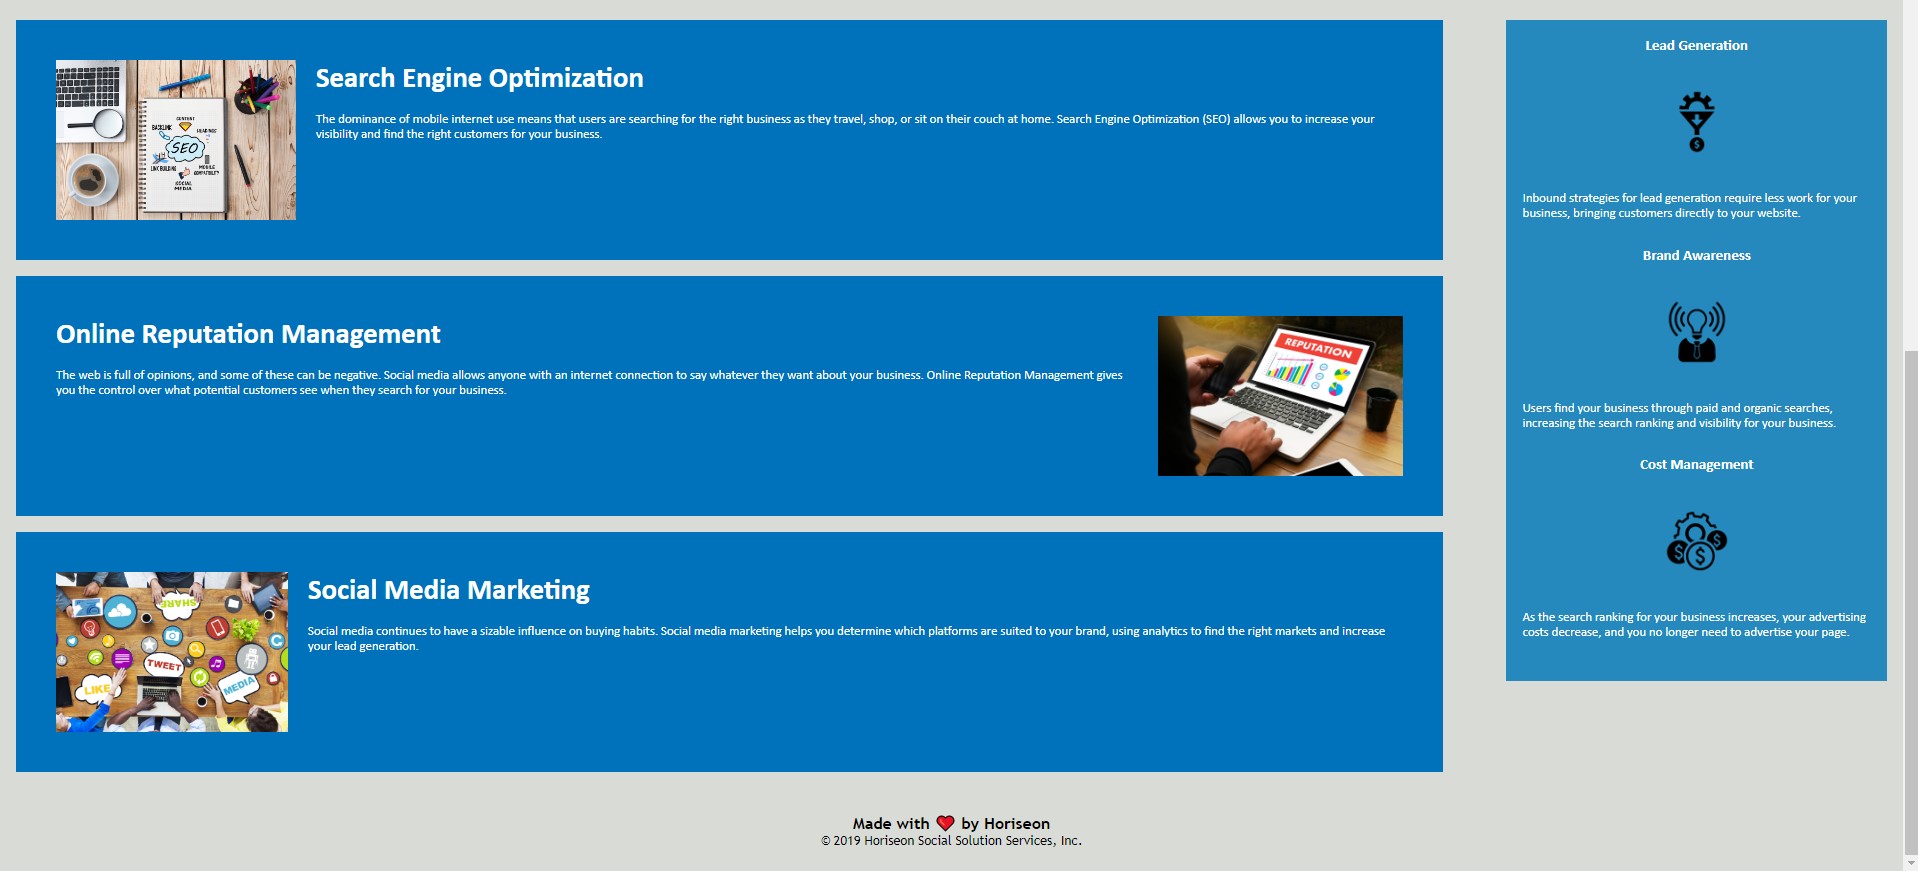 Search Engine Optimization
The dominance of mobile internet use means that users are searching for the right business as they travel, shop, or sit on their couch at home. Search Engine Optimization (SEO) allows you to increase your
visibility and find the right customers for your business.
CONTENT
BACKLINK
HEADINGS
SEO
LINK BUILDING
MOBILE
COMPATIBILITY
SOCIAL
MEDIA
Online Reputation Management
The web is full of opinions, and some of these can be negative. Social media allows anyone with an internet connection to say whatever they want about your business. Online Reputation Management gives
you the control over what potential customers see when they search for your business.
REPUTATION
Social Media Marketing
Social media continues to have a sizable influence on buying habits. Social media marketing helps you determine which platforms are suited to your brand, using analytics to find the right markets and increase
your lead generation.
SHARE
TWEET
LIKE
MEDIA
Lead Generation
$
Inbound strategies for lead generation require less work for your
business, bringing customers directly to your website.
Brand Awareness
Users find your business through paid and organic searches,
increasing the search ranking and visibility for your business.
Cost Management
$ $ $
As the search ranking for your business increases, your advertising
costs decrease, and you no longer need to advertise your page.
Made with ❤️ by Horiseon
© 2019 Horiseon Social Solution Services, Inc.